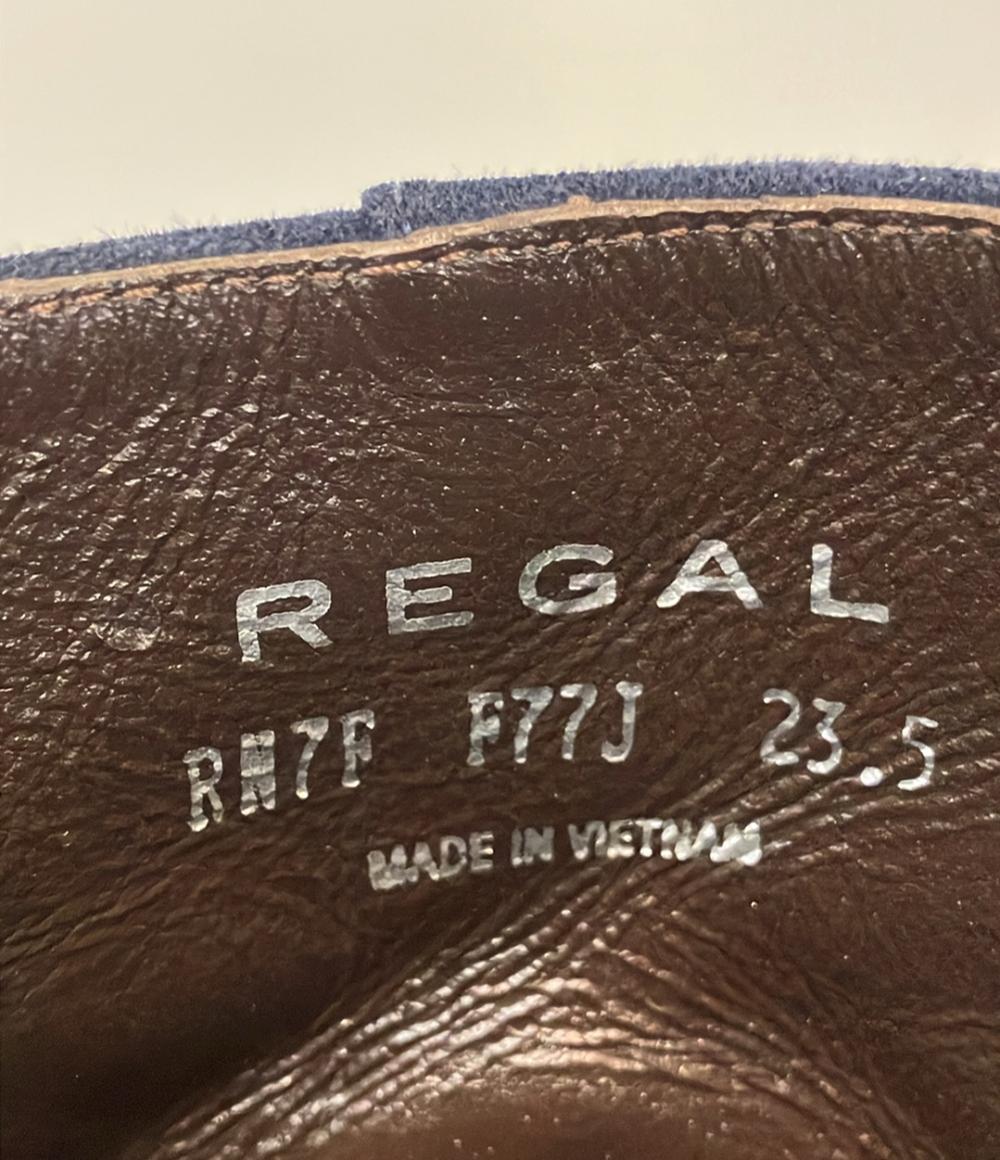 REGAL
RN7F F77J 23.5
MADE IN VIETNAM